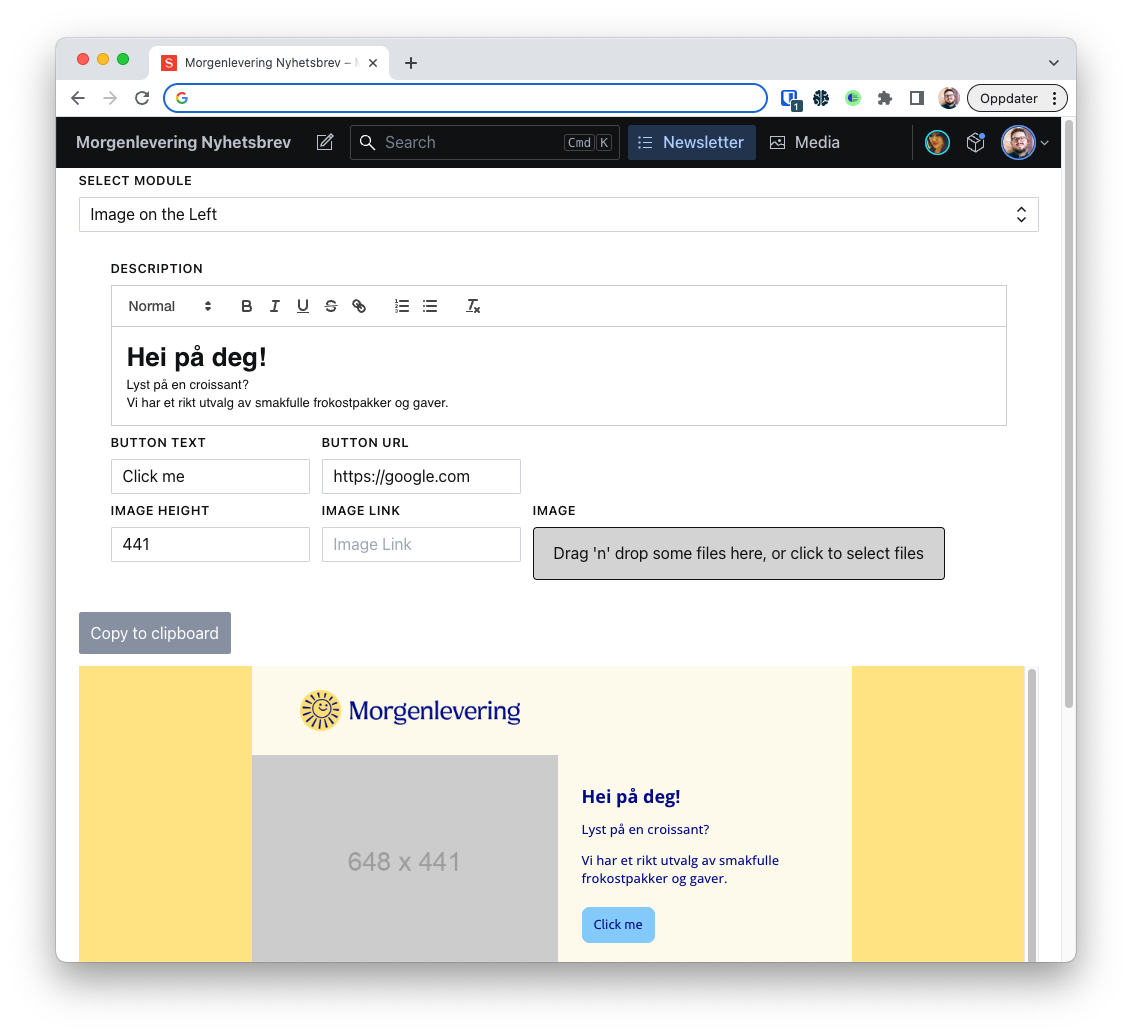 S Morgenlevering Nyhetsbrev –
1
Oppdater
Morgenlevering Nyhetsbrev
Search
Cmd K
Newsletter
Media
SELECT MODULE
Image on the Left
DESCRIPTION
Normal B I U S
Hei på deg!
Lyst på en croissant?
Vi har et rikt utvalg av smakfulle frokostpakker og gaver.
BUTTON TEXT BUTTON URL
Click me https://google.com
IMAGE HEIGHT IMAGE LINK IMAGE
441 Image Link Drag 'n' drop some files here, or click to select files
Copy to clipboard
Morgenlevering
648 x 441
Hei på deg!
Lyst på en croissant?
Vi har et rikt utvalg av smakfulle
frokostpakker og gaver.
Click me